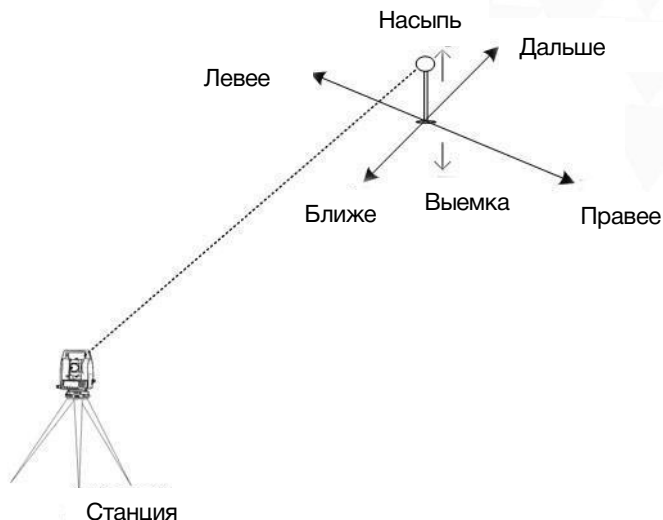 Насыпь
Дальше
Левее
Ближе
Выемка
Правее
Станция